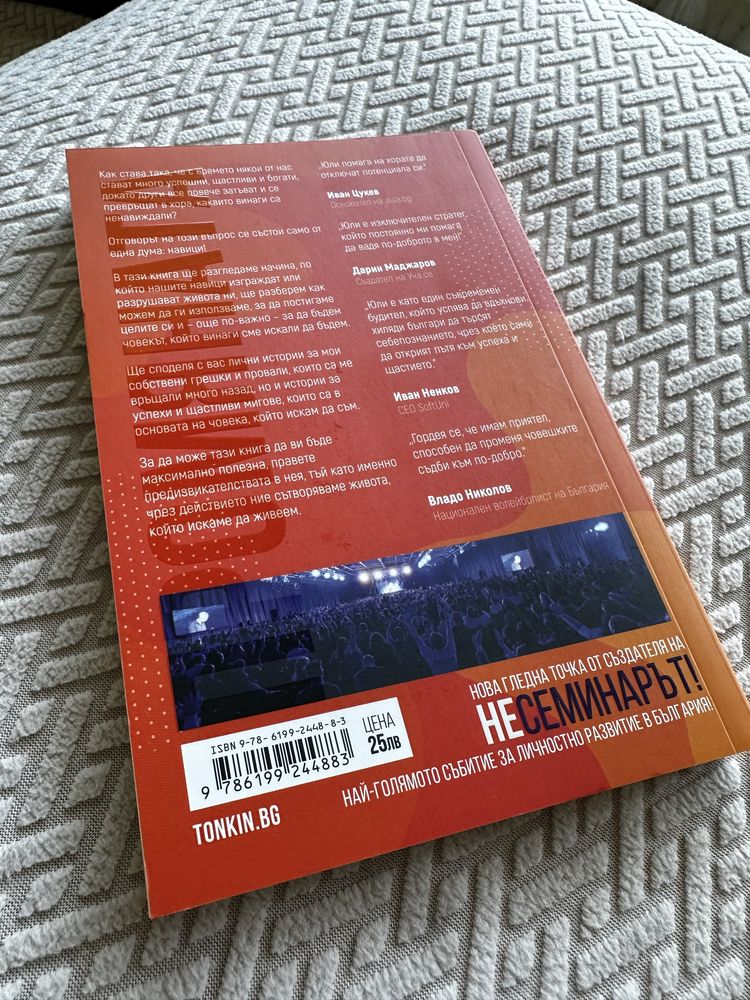 Как става така, че с времето някои от нас
стават много успешни, щастливи и богати,
докато други все повече затъват и се
превръщат в хора, каквито винаги са
ненавиждали?
Отговорът на този въпрос се състои само от
една дума: навици!
В тази книга ще разгледаме начина, по
който нашите навици изграждат или
разрушават живота ни, ще разберем как
можем да ги използваме, за да постигаме
целите си и – още по-важно – за да бъдем
човекът, който винаги сме искали да бъдем.
Ще споделя с вас лични истории за мои
собствени грешки и провали, които са ме
връщали много назад, но и истории за
успехи и щастливи мигове, които са в
основата на човека, който искам да съм.
За да може тази книга да ви бъде
максимално полезна, правете
предизвикателствата в нея, тъй като именно
чрез действието ние сътворяваме живота,
който искаме да живеем.
„Юли помага на хората да
отключат потенциала си.“
Иван Цуков
Основател на aula.bg
„Юли е изключителен стратег,
който постоянно ми помага
да вадя по-доброто в мен!“
Дарин Маджаров
Създател на Уча.се
„Юли е като един съвременен
будител, който успява да вдъхнови
хиляди българи да търсят
себепознанието, чрез което сами
да открият пътя към успеха и
щастието.“
Иван Ненков
CEO SoftUni
„Гордея се, че имам приятел,
способен да променя човешките
съдби към по-добро.“
Владо Николов
Национален волейболист на България
НОВА ГЛЕДНА ТОЧКА ОТ СЪЗДАТЕЛЯ НА
НЕСЕМИНАРЪТ!
НАЙ-ГОЛЯМОТО СЪБИТИЕ ЗА ЛИЧНОСТНО РАЗВИТИЕ В БЪЛГАРИЯ!
ISBN 9-78- 6199-2448-8-3
9 786199 244883
ЦЕНА
25лв
TONKIN.BG